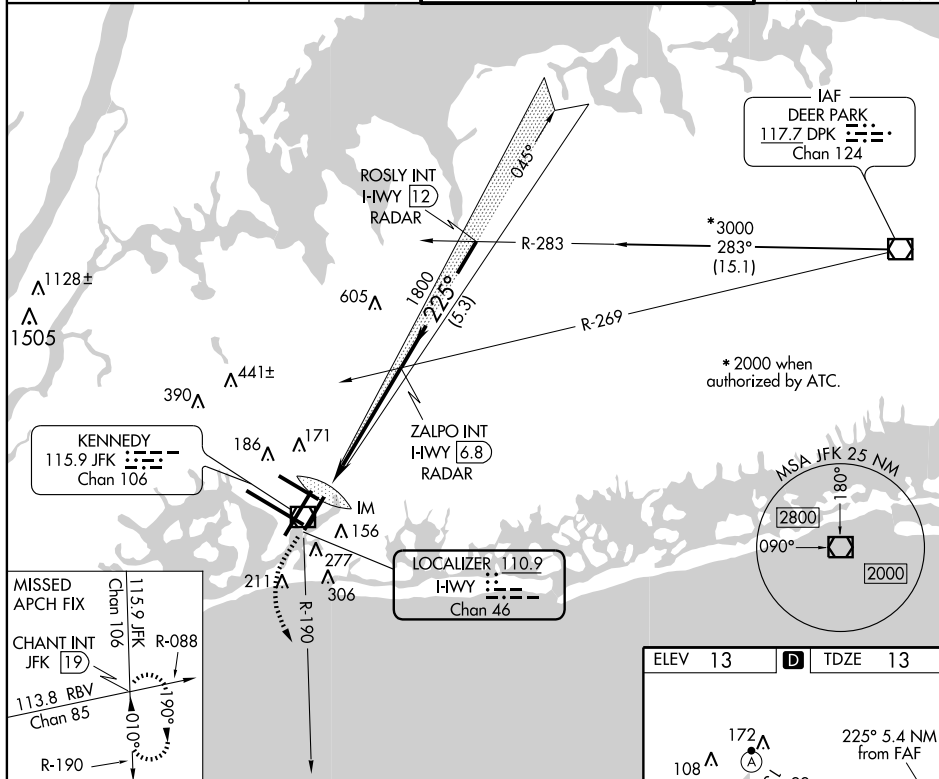 IAF
DEER PARK
117.7 DPK
Chan 124
ROSLY INT
I-IWY 12
RADAR
045°
R-283
*3000
283°
(15.1)
1800
225°
(5.3)
605
1128±
1505
R-269
* 2000 when
authorized by ATC.
441±
390
KENNEDY
115.9 JFK
Chan 106
186
171
ZALPO INT
I-IWY 6.8
RADAR
IM
156
277
211
306
R-190
LOCALIZER 110.9
I-IWY
Chan 46
MSA JFK 25 NM
180°
2800
090°
2000
MISSED
APCH FIX
115.9 JFK
Chan 106
CHANT INT
JFK 19
R-088
113.8 RBV
Chan 85
190°
010°
R-190
ELEV 13
D
TDZE 13
172
A
108
225° 5.4 NM
from FAF